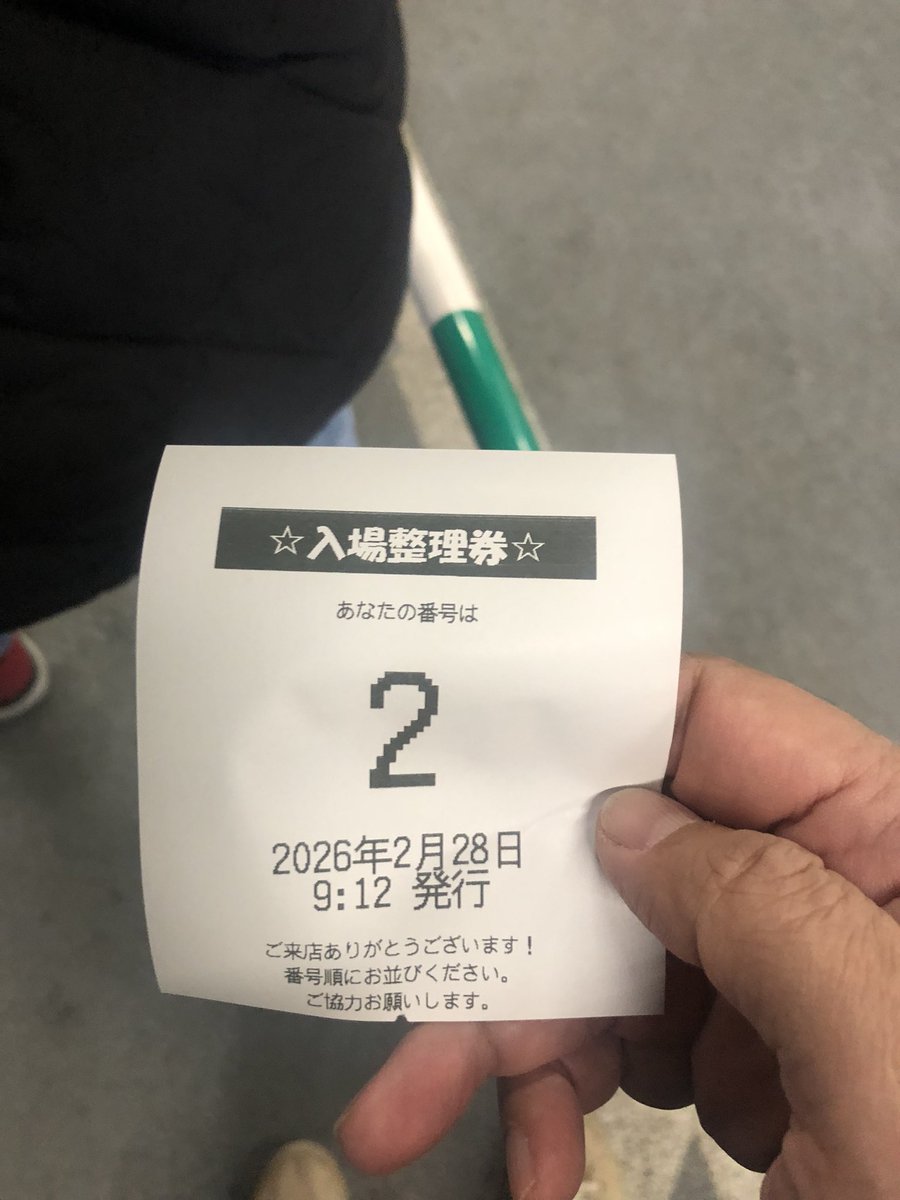 ☆入場整理券☆
あなたの番号は
2
2026年2月28日
9:12 発行
ご来店ありがとうございます!
番号順にお並びください。
ご協力お願いします。